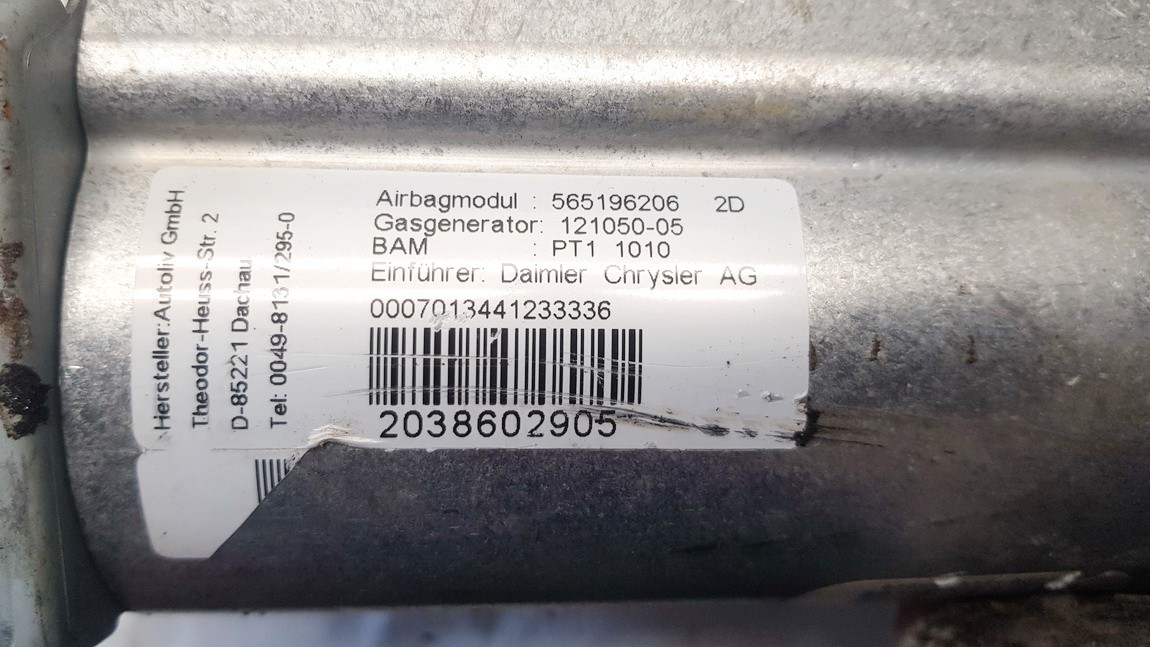 Hersteller:Autoliv GmbH
Theodor-Heuss-Str. 2
D-85221 Dachau
Tel: 0049-8131/295-0
Airbagmodul : 565196206 2D
Gasgenerator: 121050-05
BAM : PT1 1010
Einführer: Daimler Chrysler AG
0007013441233336
2038602905